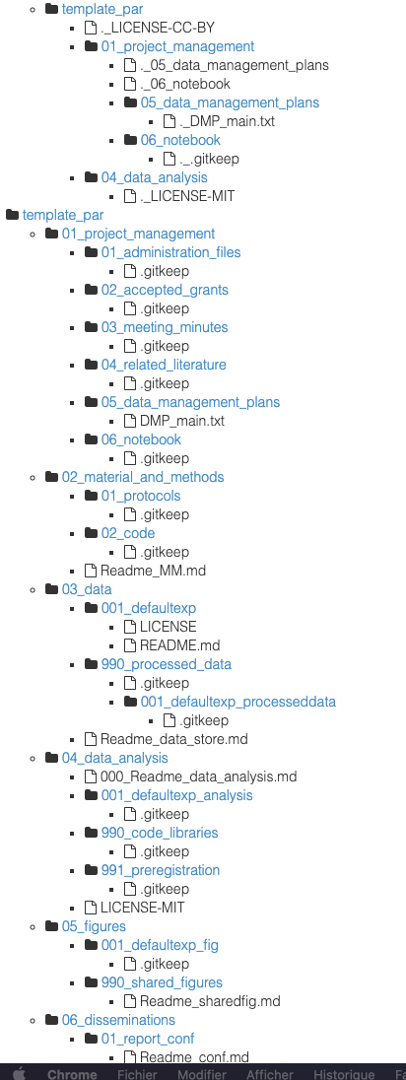 template_par
._LICENSE-CC-BY
01_project_management
._05_data_management_plans
._06_notebook
05_data_management_plans
._DMP_main.txt
06_notebook
._.gitkeep
04_data_analysis
._LICENSE-MIT
template_par
01_project_management
01_administration_files
.gitkeep
02_accepted_grants
.gitkeep
03_meeting_minutes
.gitkeep
04_related_literature
.gitkeep
05_data_management_plans
DMP_main.txt
06_notebook
.gitkeep
02_material_and_methods
01_protocols
.gitkeep
02_code
.gitkeep
Readme_MM.md
03_data
001_defaultexp
LICENSE
README.md
990_processed_data
.gitkeep
001_defaultexp_processeddata
.gitkeep
Readme_data_store.md
04_data_analysis
000_Readme_data_analysis.md
001_defaultexp_analysis
.gitkeep
990_code_libraries
.gitkeep
991_preregistration
.gitkeep
LICENSE-MIT
05_figures
001_defaultexp_fig
.gitkeep
990_shared_figures
Readme_sharedfig.md
06_disseminations
01_report_conf
Readme_conf.md
Chrome Fichier Modifier Afficher Historique Fa